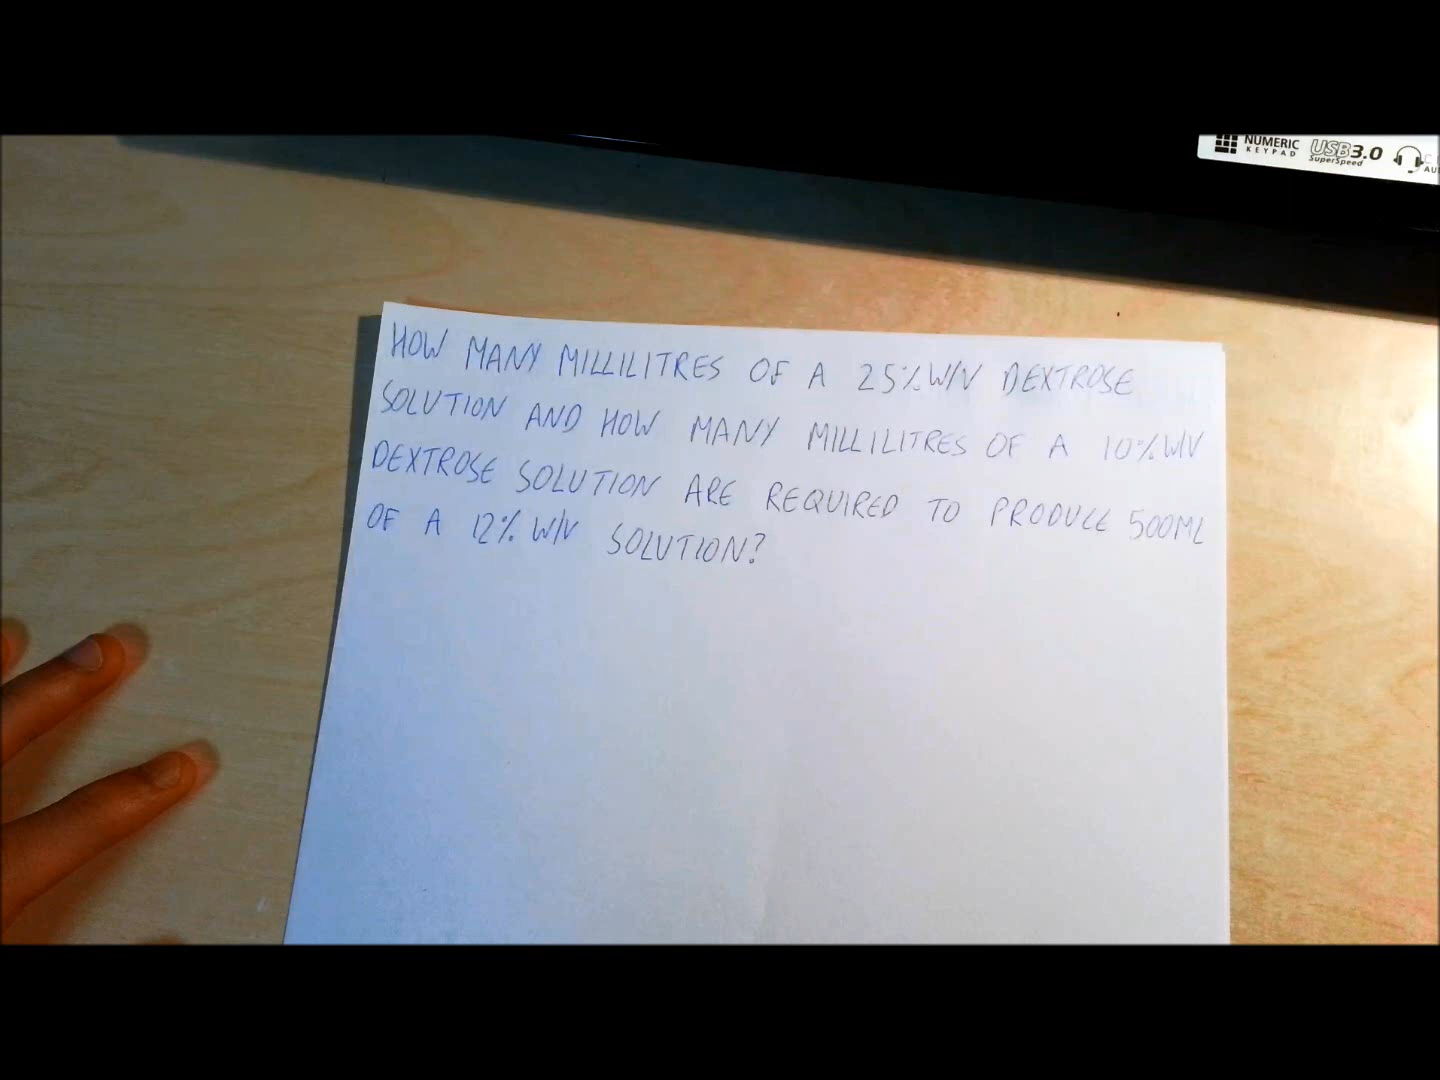 NUMERIC
KEYPAD
USB3.0
SuperSpeed
HOW MANY MILLILITRES OF A 25% W/V DEXTROSE
SOLUTION AND HOW MANY MILLILITRES OF A 10% W/V
DEXTROSE SOLUTION ARE REQUIRED TO PRODUCE 500ML
OF A 12% W/V SOLUTION?